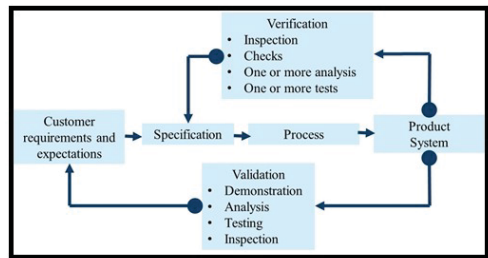 Verification
• Inspection
• Checks
• One or more analysis
• One or more tests
Customer
requirements and
expectations
Specification
Process
Product
System
Validation
• Demonstration
• Analysis
• Testing
• Inspection